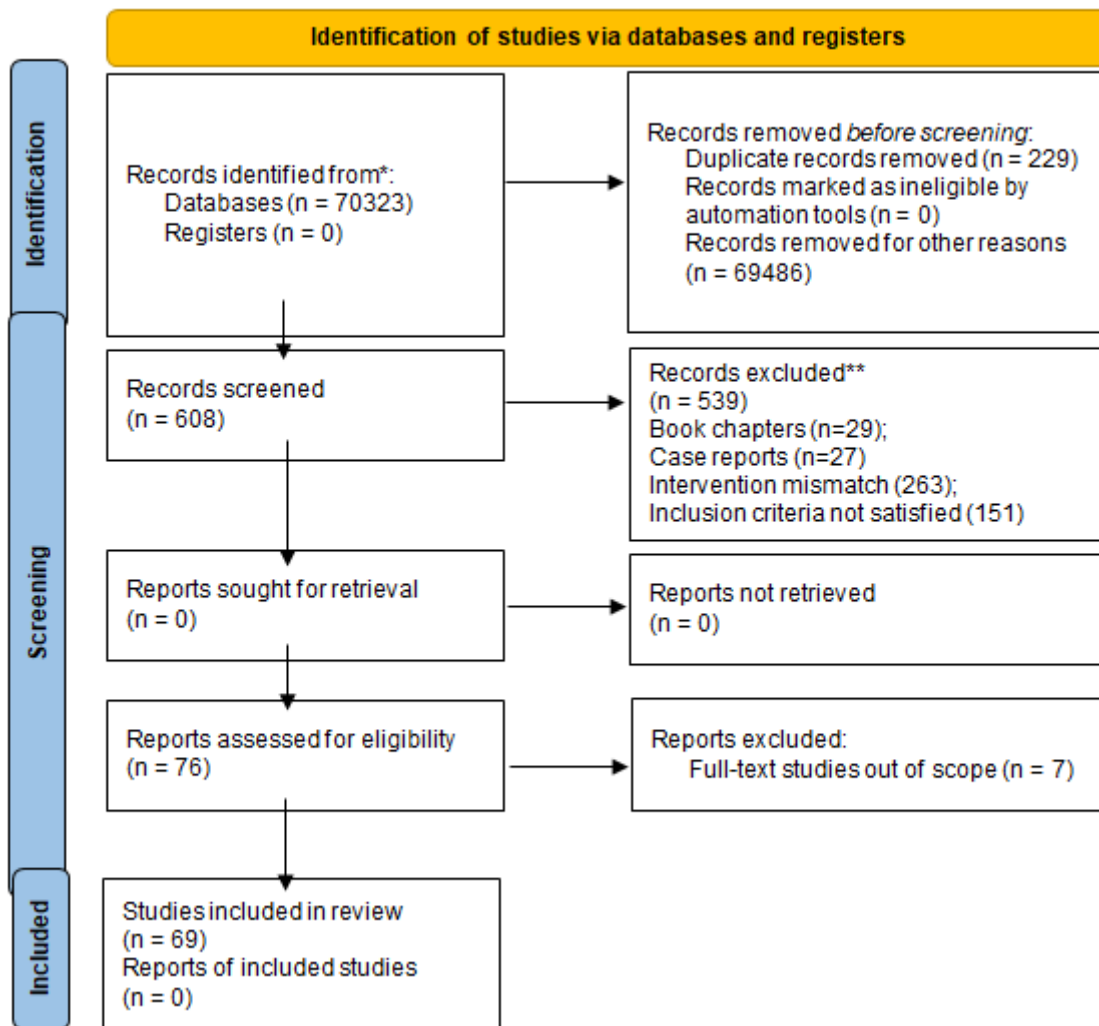 Identification of studies via databases and registers
Identification
Records identified from*:
Databases (n = 70323)
Registers (n = 0)
Records removed before screening:
Duplicate records removed (n = 229)
Records marked as ineligible by
automation tools (n = 0)
Records removed for other reasons
(n = 69486)
Screening
Records screened
(n = 608)
Records excluded**
(n = 539)
Book chapters (n=29);
Case reports (n=27)
Intervention mismatch (263);
Inclusion criteria not satisfied (151)
Reports sought for retrieval
(n = 0)
Reports not retrieved
(n = 0)
Reports assessed for eligibility
(n = 76)
Reports excluded:
Full-text studies out of scope (n = 7)
Included
Studies included in review
(n = 69)
Reports of included studies
(n = 0)